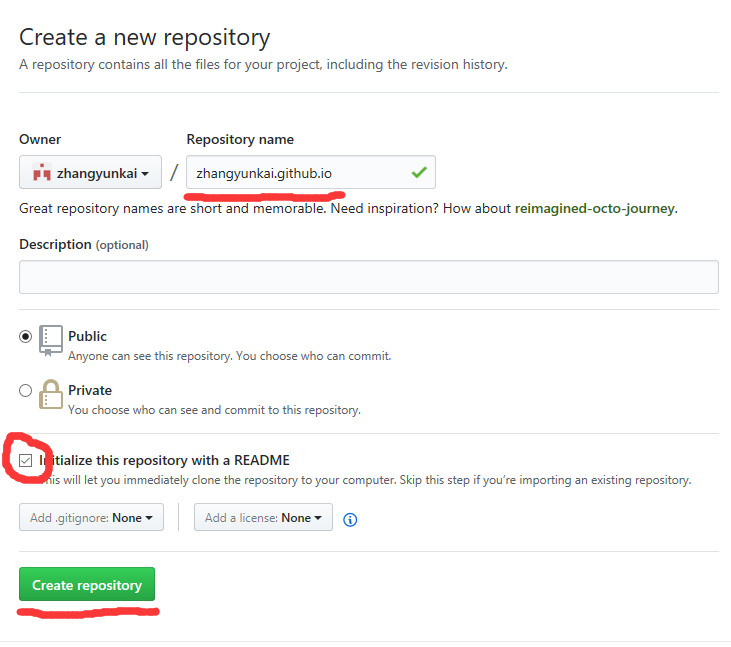 Create a new repository
A repository contains all the files for your project, including the revision history.
Owner Repository name
zhangyunkai / zhangyunkai.github.io
Great repository names are short and memorable. Need inspiration? How about reimagined-octo-journey.
Description (optional)
Public
Anyone can see this repository. You choose who can commit.
Private
You choose who can see and commit to this repository.
Initialize this repository with a README
This will let you immediately clone the repository to your computer. Skip this step if you’re importing an existing repository.
Add .gitignore: None Add a license: None
Create repository